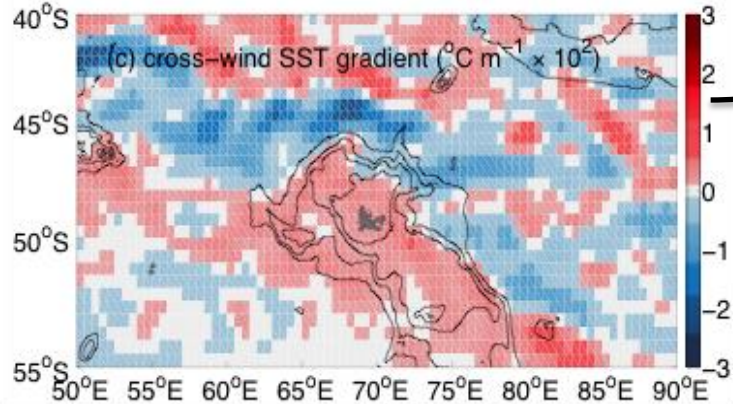 40°S
(c) cross-wind SST gradient (°C m⁻¹ × 10²)
45°S
50°S
55°S
50°E 55°E 60°E 65°E 70°E 75°E 80°E 85°E 90°E
3
2
1
0
−1
−2
−3